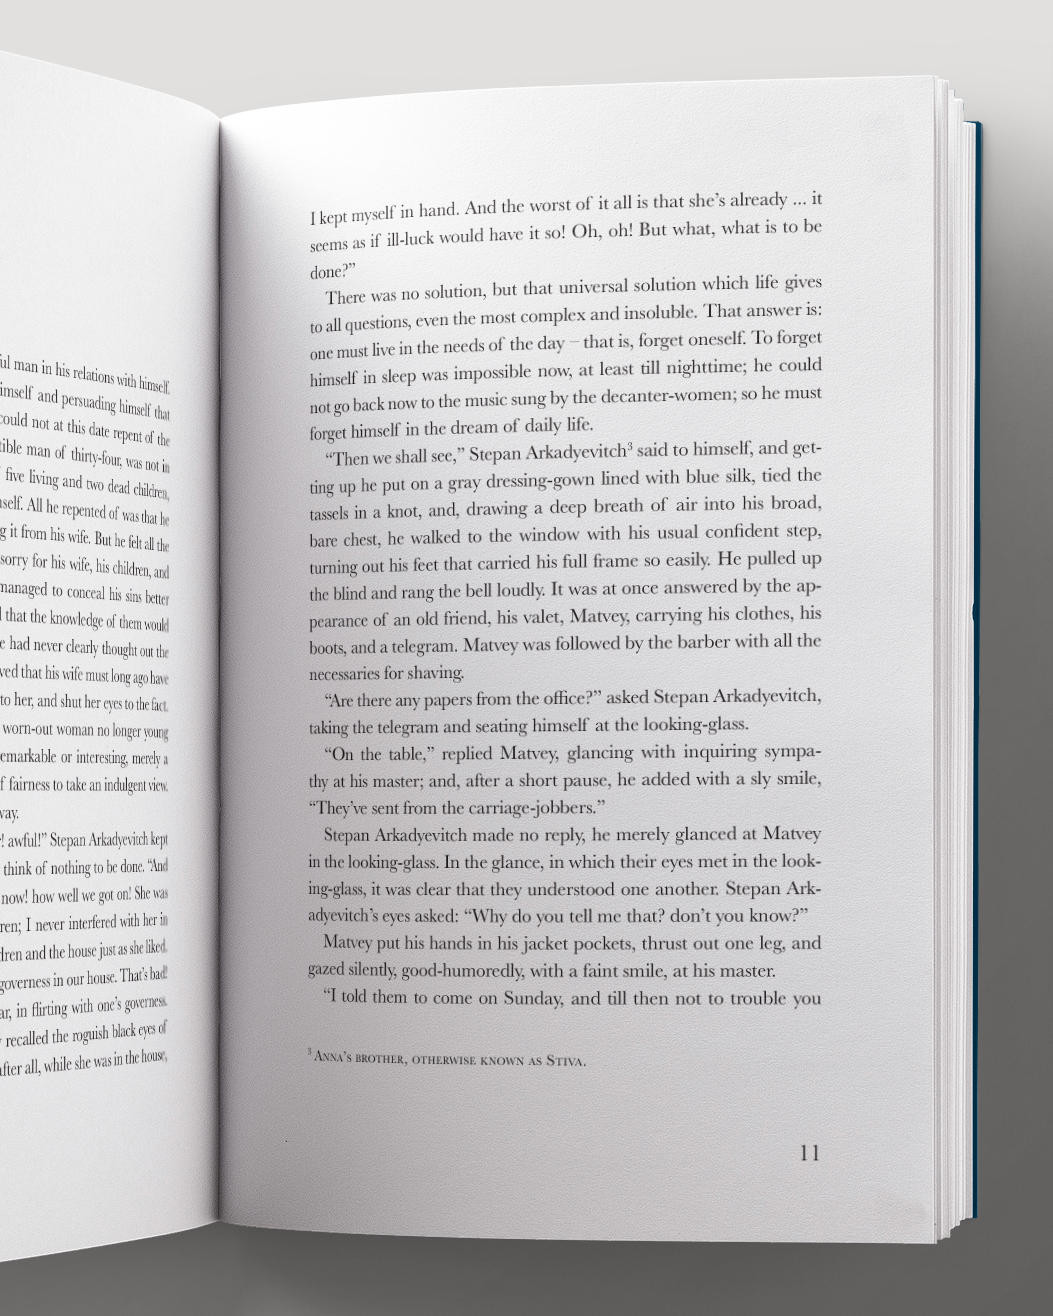 ul man in his relations with himself.
imself and persuading himself that
could not at this date repent of the
tible man of thirty-four, was not in
five living and two dead children,
nself. All he repented of was that he
g it from his wife. But he felt all the
sorry for his wife, his children, and
managed to conceal his sins better
d that the knowledge of them would
e had never clearly thought out the
ved that his wife must long ago have
to her, and shut her eyes to the fact.
worn-out woman no longer young
emarkable or interesting, merely a
f fairness to take an indulgent view.
way.
! awful!” Stepan Arkadyevich kept
think of nothing to be done. “And
now! how well we got on! She was
ren; I never interfered with her in
dren and the house just as she liked.
governess in our house. That’s bad!
ar, in flirting with one’s governess.
recalled the roguish black eyes of
after all, while she was in the house,
I kept myself in hand. And the worst of it all is that she’s already ... it
seems as if ill-luck would have it so! Oh, oh! But what, what is to be
done?”
There was no solution, but that universal solution which life gives
to all questions, even the most complex and insoluble. That answer is:
one must live in the needs of the day – that is, forget oneself. To forget
himself in sleep was impossible now, at least till nighttime; he could
not go back now to the music sung by the decanter-women; so he must
forget himself in the dream of daily life.
“Then we shall see,” Stepan Arkadyevitch³ said to himself, and get-
ting up he put on a gray dressing-gown lined with blue silk, tied the
tassels in a knot, and, drawing a deep breath of air into his broad,
bare chest, he walked to the window with his usual confident step,
turning out his feet that carried his full frame so easily. He pulled up
the blind and rang the bell loudly. It was at once answered by the ap-
pearance of an old friend, his valet, Matvey, carrying his clothes, his
boots, and a telegram. Matvey was followed by the barber with all the
necessaries for shaving.
“Are there any papers from the office?” asked Stepan Arkadyevitch,
taking the telegram and seating himself at the looking-glass.
“On the table,” replied Matvey, glancing with inquiring sympa-
thy at his master; and, after a short pause, he added with a sly smile,
“They’ve sent from the carriage-jobbers.”
Stepan Arkadyevitch made no reply, he merely glanced at Matvey
in the looking-glass. In the glance, in which their eyes met in the look-
ing-glass, it was clear that they understood one another. Stepan Ark-
adyevitch’s eyes asked: “Why do you tell me that? don’t you know?”
Matvey put his hands in his jacket pockets, thrust out one leg, and
gazed silently, good-humoredly, with a faint smile, at his master.
“I told them to come on Sunday, and till then not to trouble you
³ Anna’s brother, otherwise known as Stiva.
11